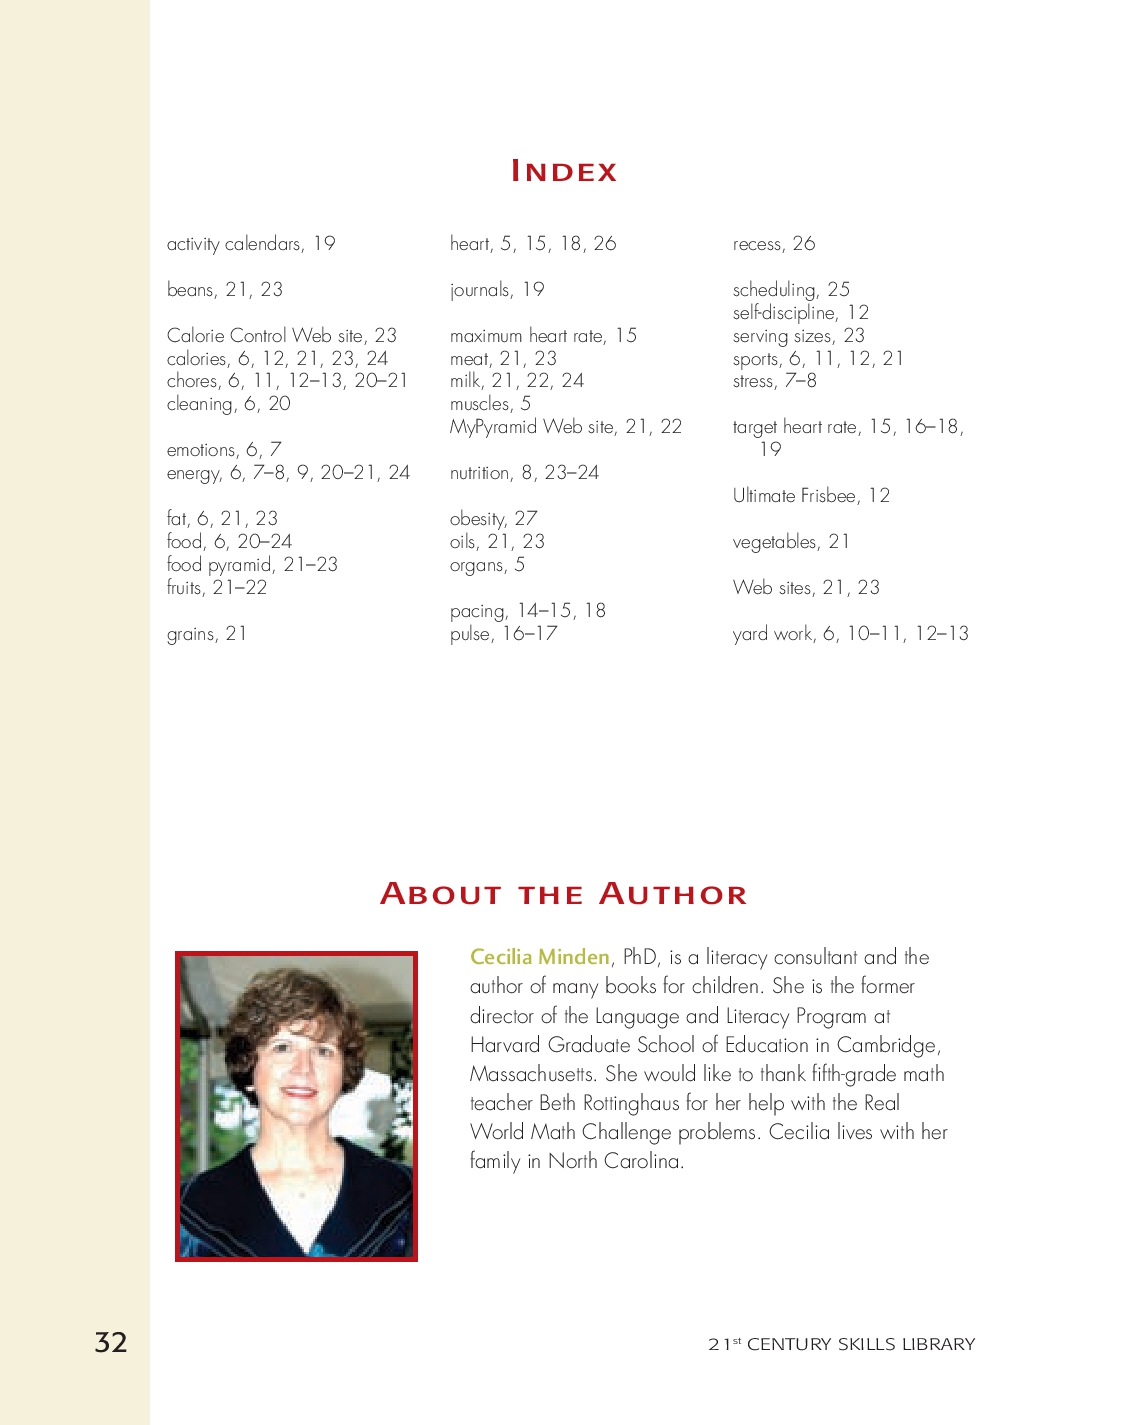 INDEX
activity calendars, 19
beans, 21, 23
Calorie Control Web site, 23
calories, 6, 12, 21, 23, 24
chores, 6, 11, 12–13, 20–21
cleaning, 6, 20
emotions, 6, 7
energy, 6, 7–8, 9, 20–21, 24
fat, 6, 21, 23
food, 6, 20–24
food pyramid, 21–23
fruits, 21–22
grains, 21
heart, 5, 15, 18, 26
journals, 19
maximum heart rate, 15
meat, 21, 23
milk, 21, 22, 24
muscles, 5
MyPyramid Web site, 21, 22
nutrition, 8, 23–24
obesity, 27
oils, 21, 23
organs, 5
pacing, 14–15, 18
pulse, 16–17
recess, 26
scheduling, 25
self-discipline, 12
serving sizes, 23
sports, 6, 11, 12, 21
stress, 7–8
target heart rate, 15, 16–18,
19
Ultimate Frisbee, 12
vegetables, 21
Web sites, 21, 23
yard work, 6, 10–11, 12–13
ABOUT THE AUTHOR
Cecilia Minden, PhD, is a literacy consultant and the
author of many books for children. She is the former
director of the Language and Literacy Program at
Harvard Graduate School of Education in Cambridge,
Massachusetts. She would like to thank fifth-grade math
teacher Beth Rottinghaus for her help with the Real
World Math Challenge problems. Cecilia lives with her
family in North Carolina.
32
21st CENTURY SKILLS LIBRARY